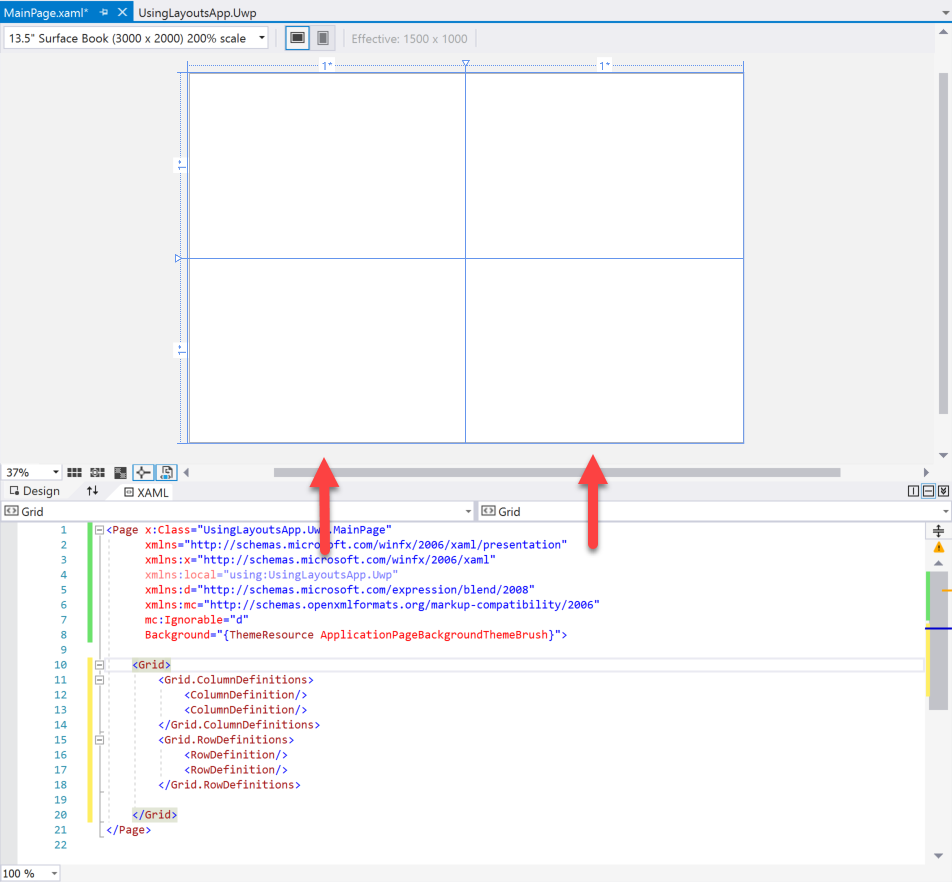 MainPage.xaml* UsingLayoutsApp.Uwp
13.5" Surface Book (3000 x 2000) 200% scale Effective: 1500 x 1000
1* 1*
1*
1*
37%
Design XAML
Grid Grid
1 <Page x:Class="UsingLayoutsApp.Uwp.MainPage"
2 xmlns="http://schemas.microsoft.com/winfx/2006/xaml/presentation"
3 xmlns:x="http://schemas.microsoft.com/winfx/2006/xaml"
4 xmlns:local="using:UsingLayoutsApp.Uwp"
5 xmlns:d="http://schemas.microsoft.com/expression/blend/2008"
6 xmlns:mc="http://schemas.openxmlformats.org/markup-compatibility/2006"
7 mc:Ignorable="d"
8 Background="{ThemeResource ApplicationPageBackgroundThemeBrush}">
9
10 <Grid>
11 <Grid.ColumnDefinitions>
12 <ColumnDefinition/>
13 <ColumnDefinition/>
14 </Grid.ColumnDefinitions>
15 <Grid.RowDefinitions>
16 <RowDefinition/>
17 <RowDefinition/>
18 </Grid.RowDefinitions>
19
20 </Grid>
21 </Page>
22
100 %